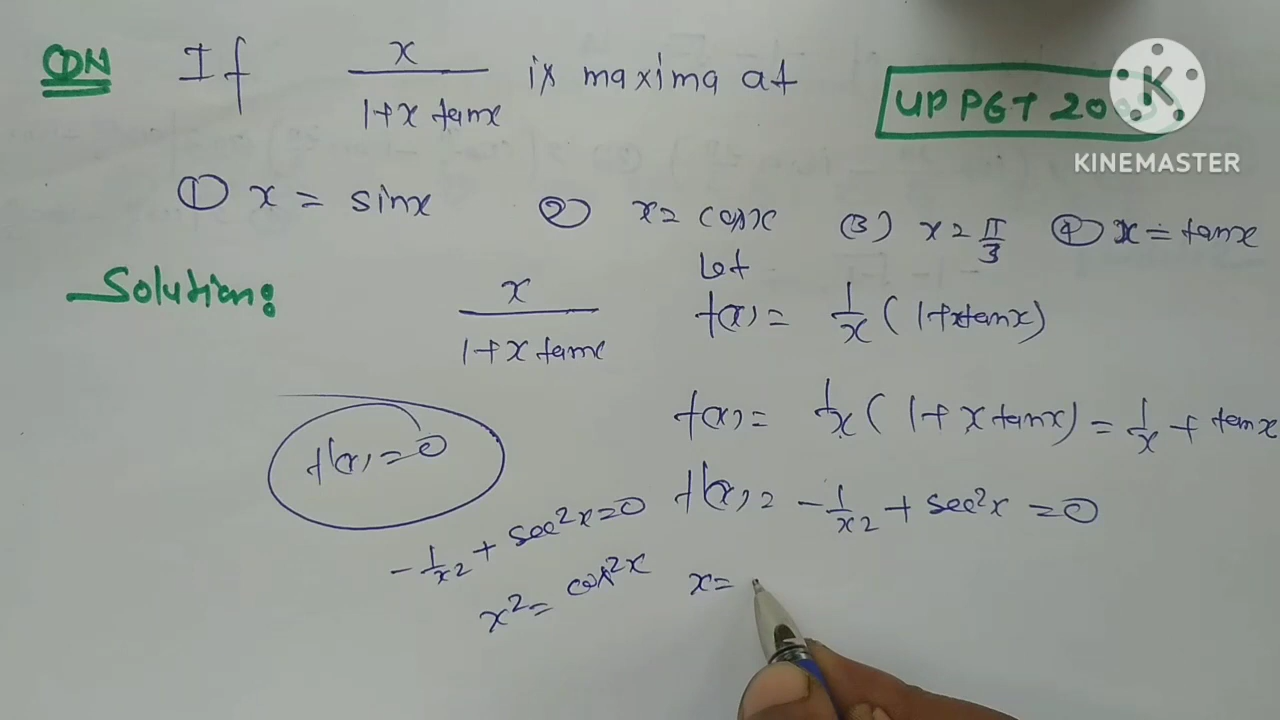 QN If x / 1+x tanx is maxima at
UP PGT 20
KINEMASTER
① x = sinx ② x = cosx (3) x = π/3 ④ x = tanx
Solution: x / 1+x tanx
Let f(x) = 1/x (1+xtanx)
f(x) = 1/x (1+xtanx) = 1/x + tanx
f'(x) = 0
f'(x) = -1/x² + sec²x = 0
-1/x² + sec²x = 0
x² = cos²x x =